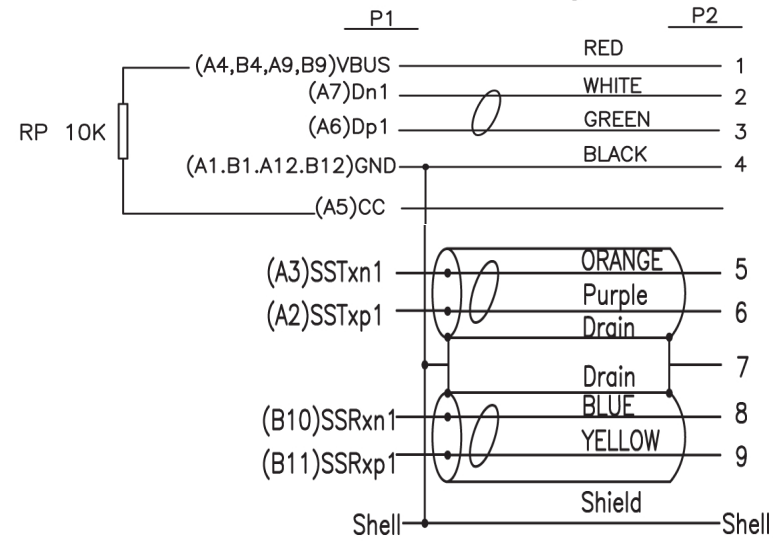 P1 P2
RED
(A4,B4,A9,B9)VBUS 1
(A7)Dn1 WHITE 2
RP 10K (A6)Dp1 GREEN 3
(A1.B1.A12.B12)GND BLACK 4
(A5)CC
(A3)SSTxn1 ORANGE 5
(A2)SSTxp1 Purple 6
Drain
7
Drain
(B10)SSRxn1 BLUE 8
(B11)SSRxp1 YELLOW 9
Shield
Shell Shell